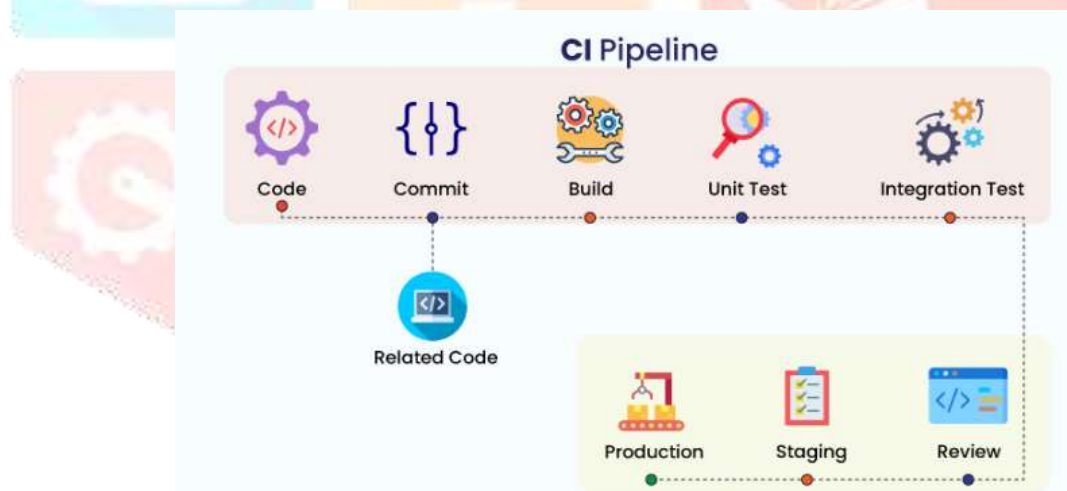 CI Pipeline
Code Commit Build Unit Test Integration Test
Related Code
Production Staging Review